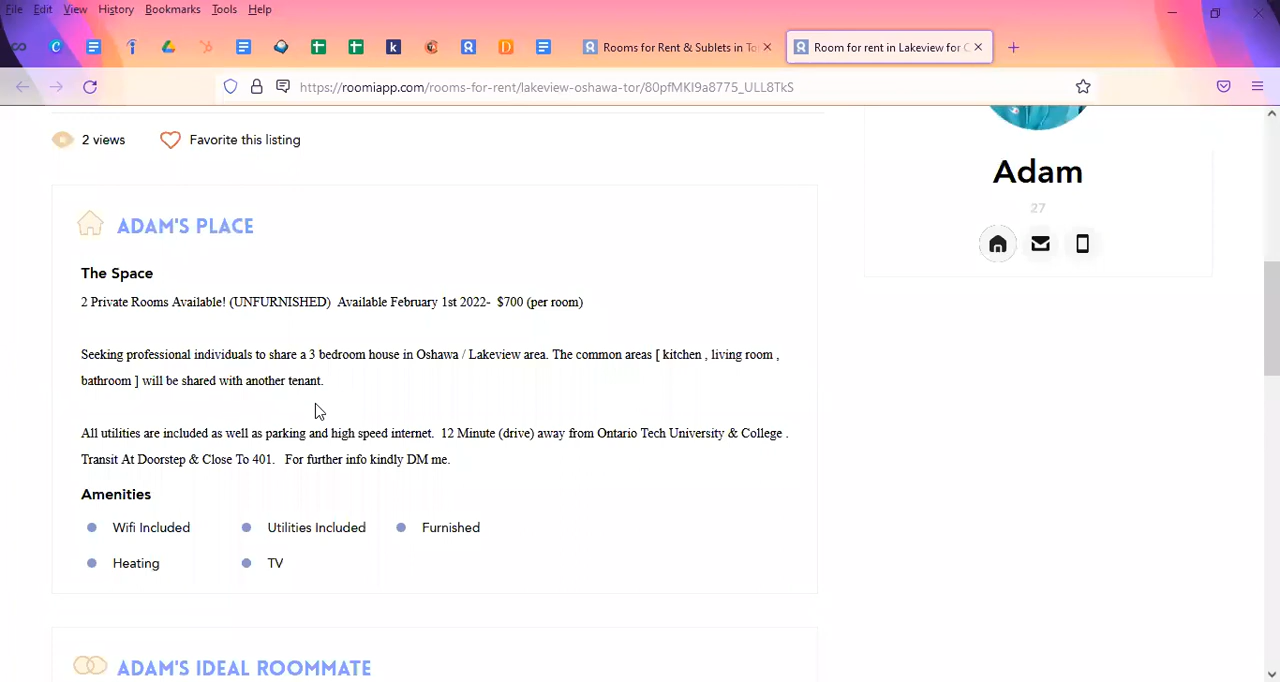 File Edit View History Bookmarks Tools Help
Rooms for Rent & Sublets in To
Room for rent in Lakeview for
https://roomiapp.com/rooms-for-rent/lakeview-oshawa-tor/80pfMKI9a8775_ULL8TkS
2 views Favorite this listing
Adam
27
ADAM'S PLACE
The Space
2 Private Rooms Available! (UNFURNISHED) Available February 1st 2022- $700 (per room)
Seeking professional individuals to share a 3 bedroom house in Oshawa / Lakeview area. The common areas [ kitchen , living room ,
bathroom ] will be shared with another tenant.
All utilities are included as well as parking and high speed internet. 12 Minute (drive) away from Ontario Tech University & College .
Transit At Doorstep & Close To 401. For further info kindly DM me.
Amenities
Wifi Included Utilities Included Furnished
Heating TV
ADAM'S IDEAL ROOMMATE